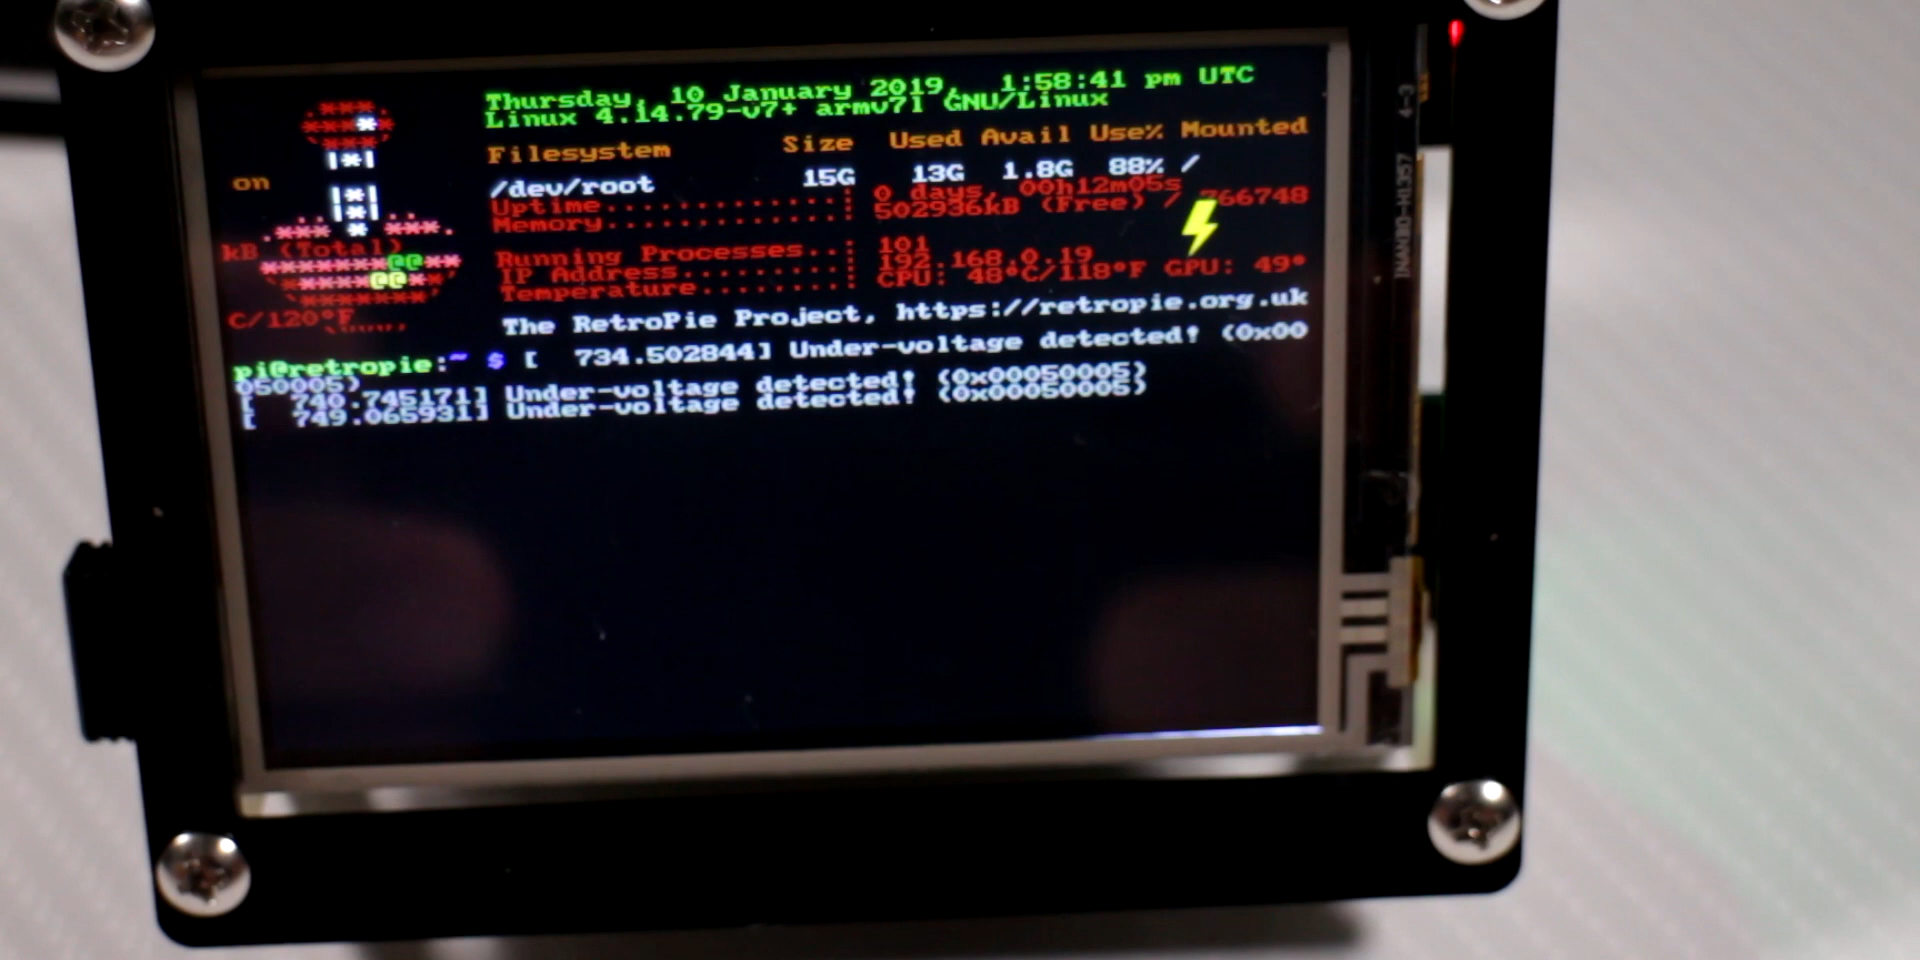 Thursday, 10 January 2019, 1:58:41 pm UTC
Linux 4.14.79-v7+ armv7l GNU/Linux
Filesystem Size Used Avail Use% Mounted
on
/dev/root 15G 13G 1.8G 88% /
Uptime.............: 0 days, 00h12m05s
Memory.............: 502936kB (Free) / 766748
kB (Total)
Running Processes..: 101
IP Address.........: 192.168.0.19
Temperature........: CPU: 48°C/118°F GPU: 49°
C/120°F
The RetroPie Project, https://retropie.org.uk
pi@retropie:~ $ [ 734.502844] Under-voltage detected! (0x00
050005)
[ 740.745171] Under-voltage detected! (0x00050005)
[ 749.065931] Under-voltage detected! (0x00050005)
4-3